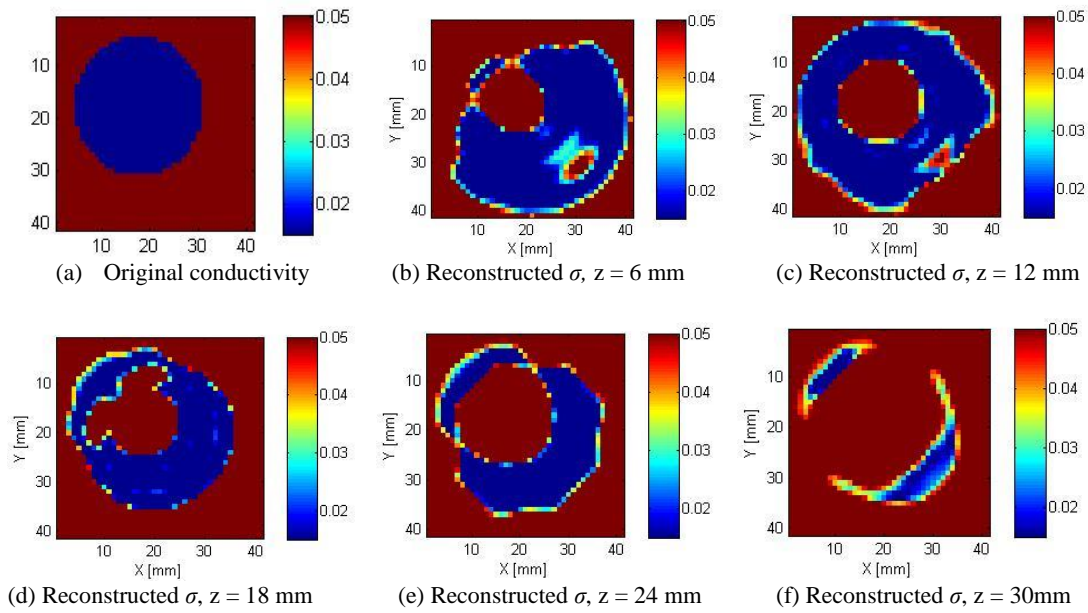 0.05
0.04
0.03
0.02
10
20
30
40
10 20 30 40
(a) Original conductivity
0.05
0.04
0.03
0.02
Y [mm]
10
20
30
40
10 20 30 40
X [mm]
(b) Reconstructed σ, z = 6 mm
0.05
0.04
0.03
0.02
Y [mm]
10
20
30
40
10 20 30 40
X [mm]
(c) Reconstructed σ, z = 12 mm
0.05
0.04
0.03
0.02
Y [mm]
10
20
30
40
10 20 30 40
X [mm]
(d) Reconstructed σ, z = 18 mm
0.05
0.04
0.03
0.02
Y [mm]
10
20
30
40
10 20 30 40
X [mm]
(e) Reconstructed σ, z = 24 mm
0.05
0.04
0.03
0.02
Y [mm]
10
20
30
40
10 20 30 40
X [mm]
(f) Reconstructed σ, z = 30mm